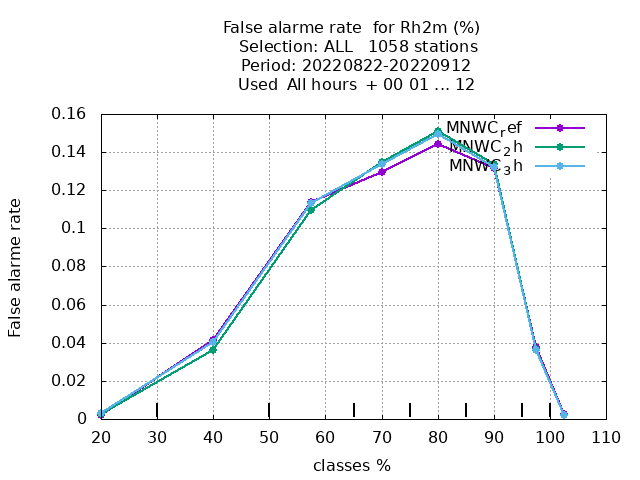 False alarme rate  for Rh2m (%)
Selection: ALL   1058 stations
Period: 20220822-20220912
Used  All hours  + 00 01 ... 12
0.16
0.14
0.12
0.1
0.08
0.06
0.04
0.02
0
False alarme rate
MNWC_ref
MNWC_2h
MNWC_3h
20 30 40 50 60 70 80 90 100 110
classes %